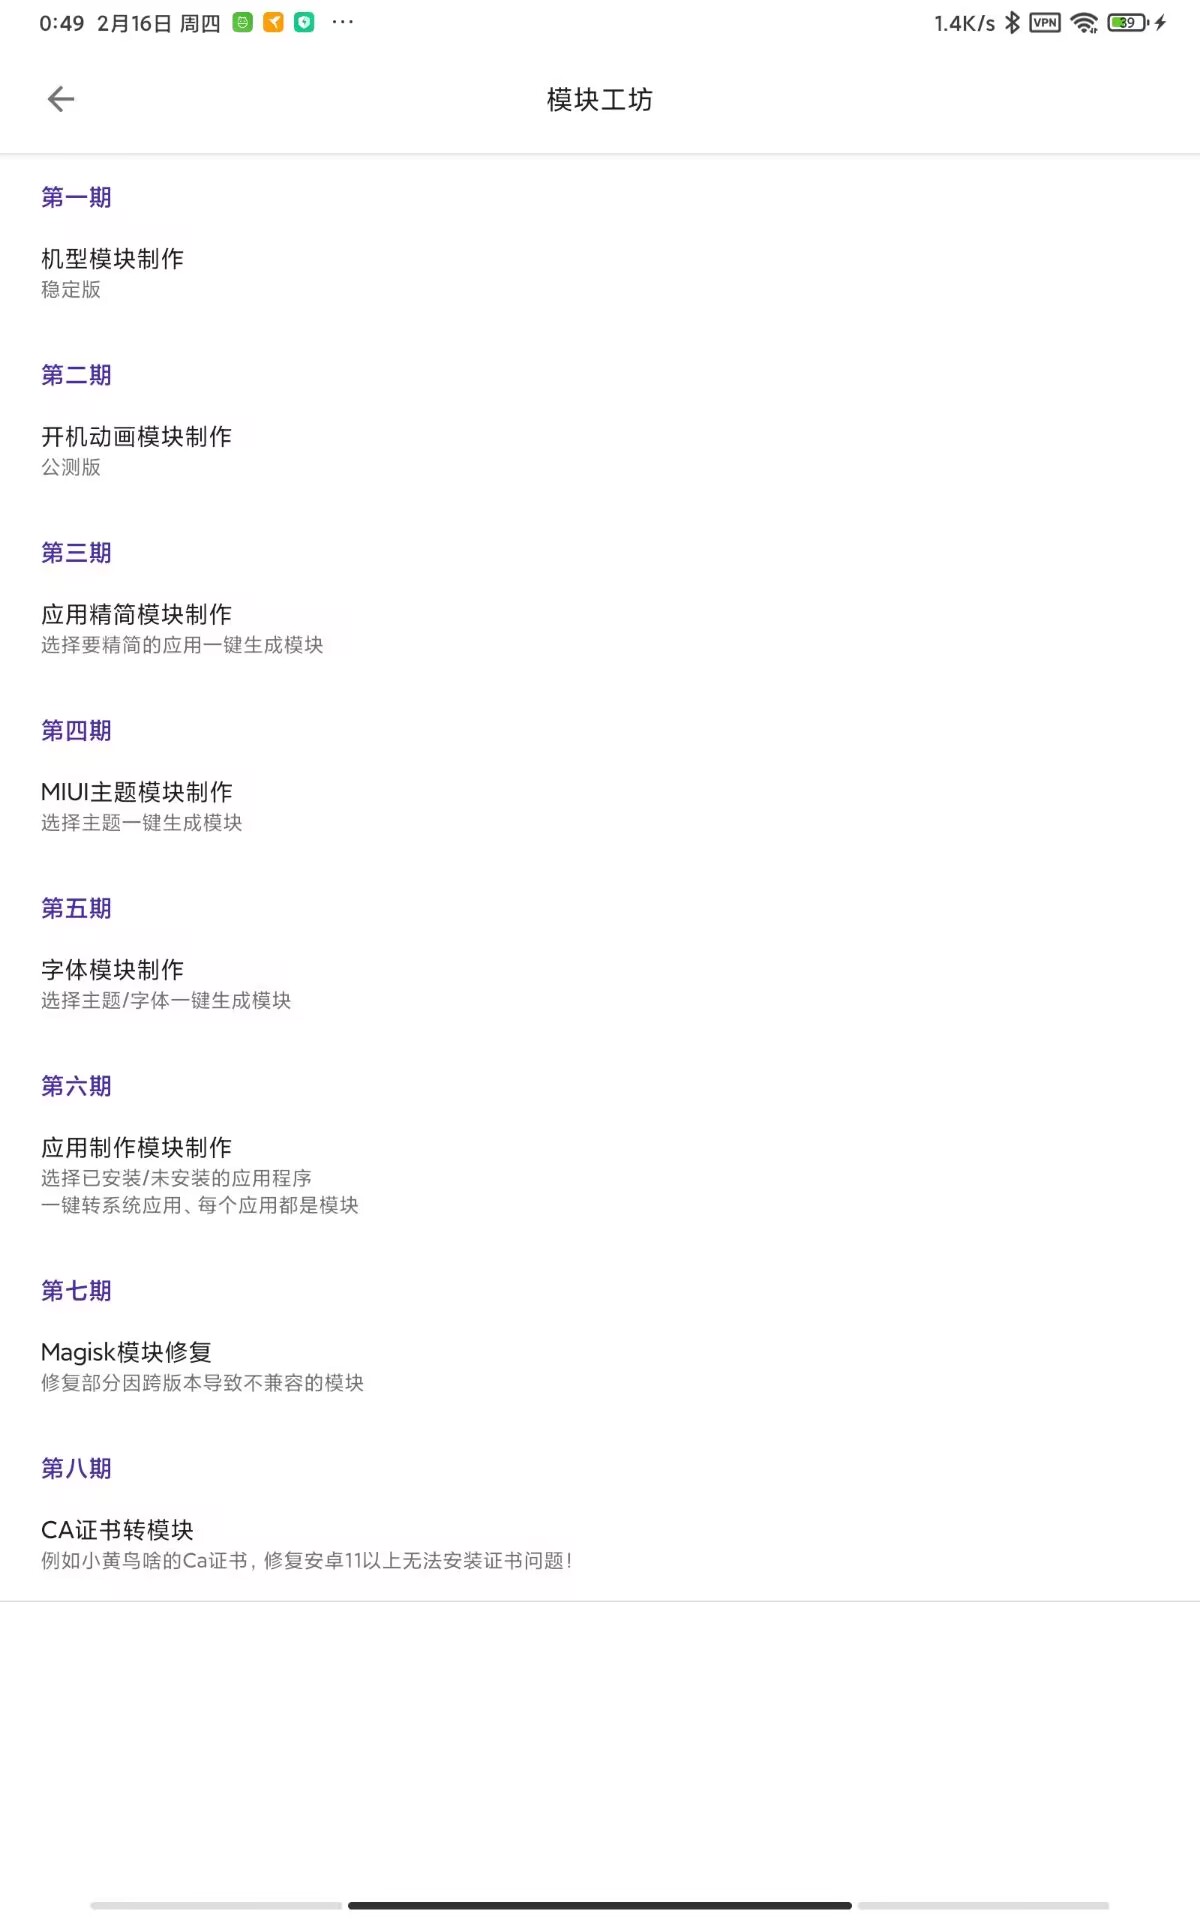 0:49 2月16日 周四 ··· 1.4K/s VPN 39
模块工坊
第一期
机型模块制作
稳定版
第二期
开机动画模块制作
公测版
第三期
应用精简模块制作
选择要精简的应用一键生成模块
第四期
MIUI主题模块制作
选择主题一键生成模块
第五期
字体模块制作
选择主题/字体一键生成模块
第六期
应用制作模块制作
选择已安装/未安装的应用程序
一键转系统应用、每个应用都是模块
第七期
Magisk模块修复
修复部分因跨版本导致不兼容的模块
第八期
CA证书转模块
例如小黄鸟啥的Ca证书，修复安卓11以上无法安装证书问题！